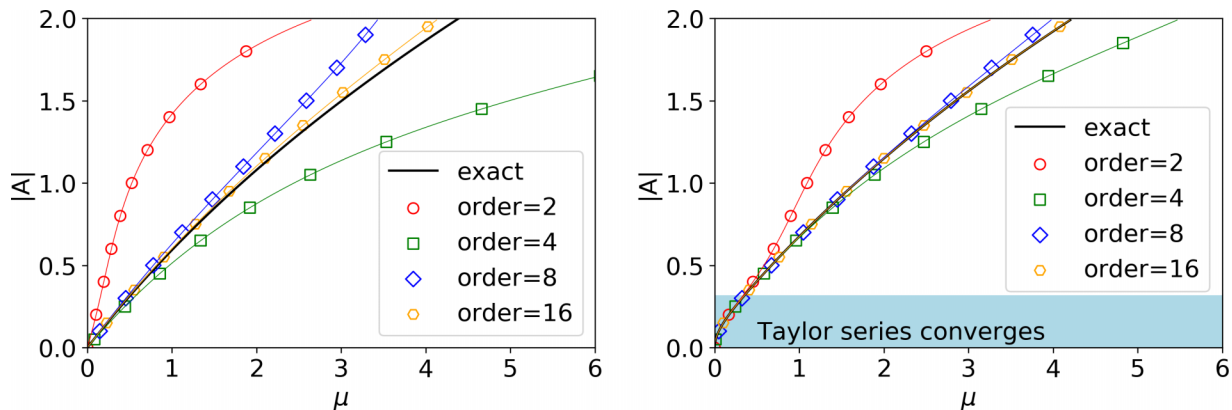 2.0
1.5
1.0
0.5
0.0
|A|
0 1 2 3 4 5 6
μ
exact
order=2
order=4
order=8
order=16
2.0
1.5
1.0
0.5
0.0
|A|
0 1 2 3 4 5 6
μ
exact
order=2
order=4
order=8
order=16
Taylor series converges